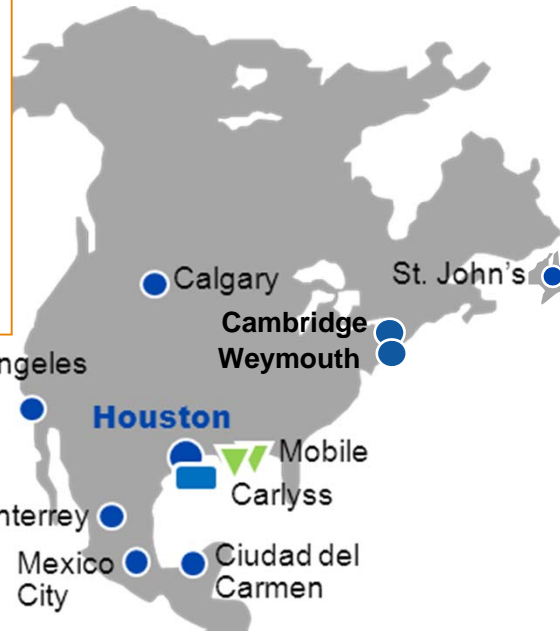 Calgary
St. John's
Cambridge
Weymouth
ngeles
Houston
Mobile
Carlyss
nterrey
Mexico
City
Ciudad del
Carmen